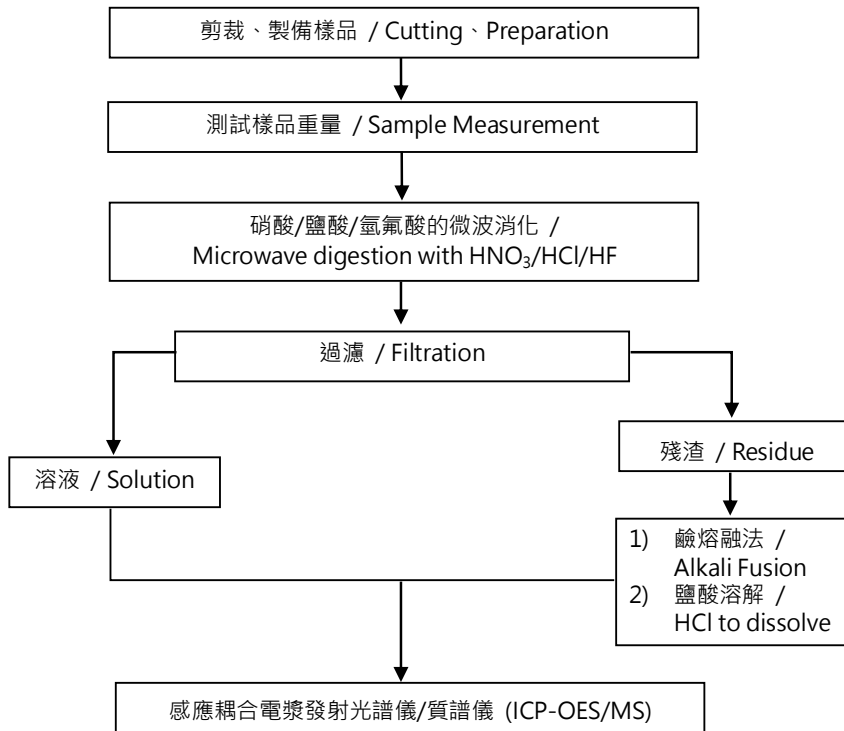 剪裁、製備樣品 / Cutting、Preparation
測試樣品重量 / Sample Measurement
硝酸/鹽酸/氫氟酸的微波消化 /
Microwave digestion with HNO₃/HCl/HF
過濾 / Filtration
溶液 / Solution
殘渣 / Residue
1) 鹼熔融法 /
Alkali Fusion
2) 鹽酸溶解 /
HCl to dissolve
感應耦合電漿發射光譜儀/質譜儀 (ICP-OES/MS)